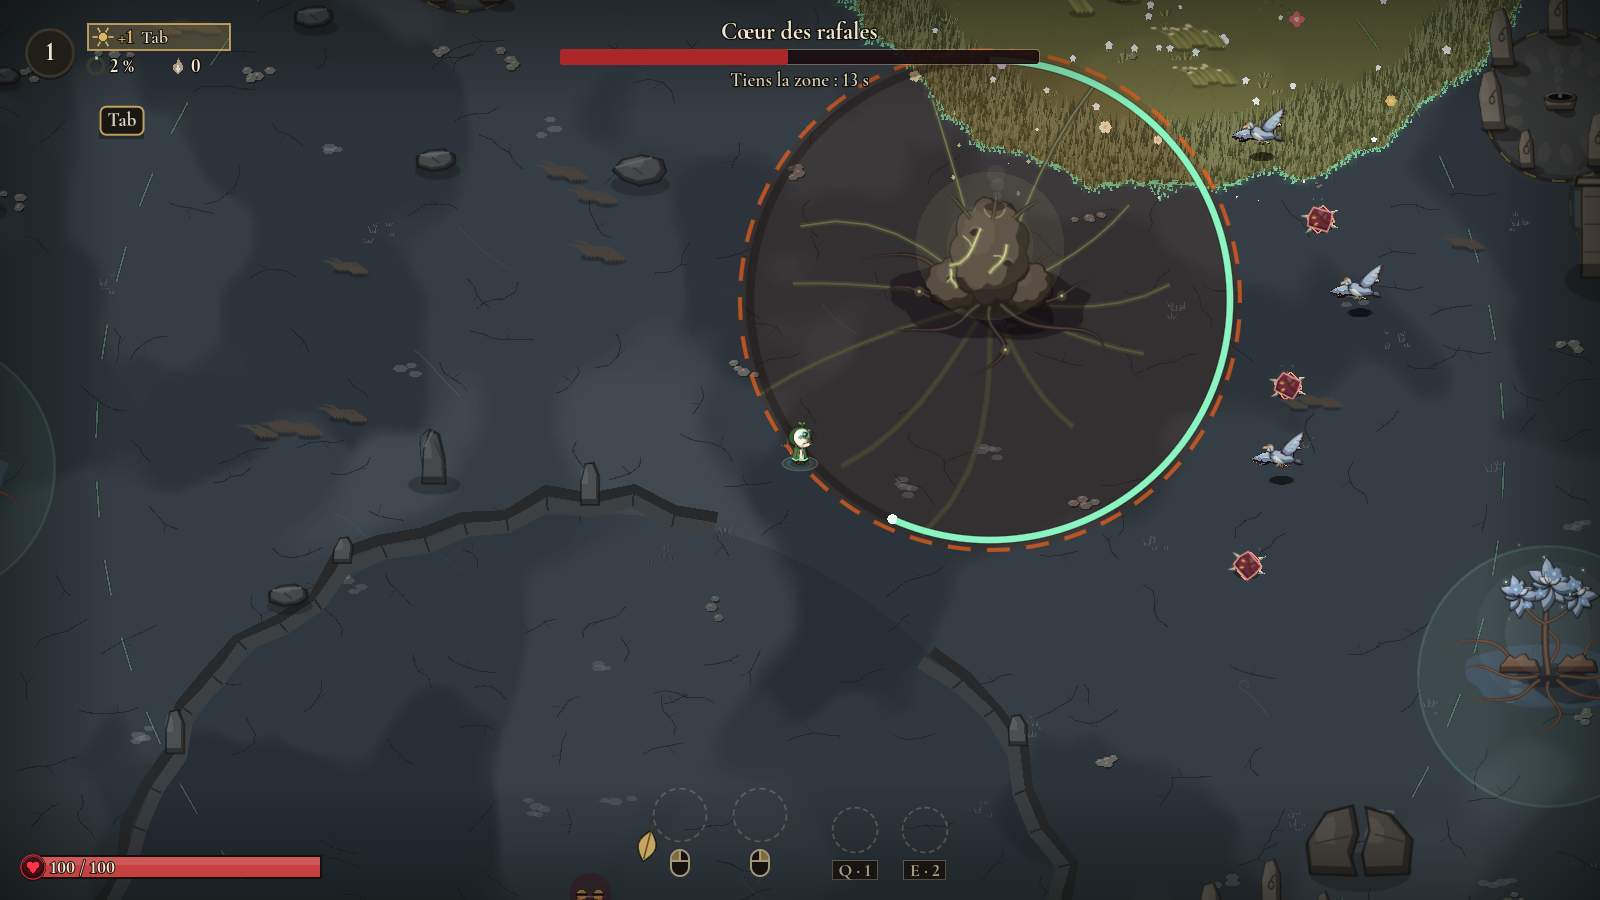 1
+1 Tab
2 %
0
Tab
Cœur des rafales
Tiens la zone : 13 s
100 / 100
Q · 1
E · 2